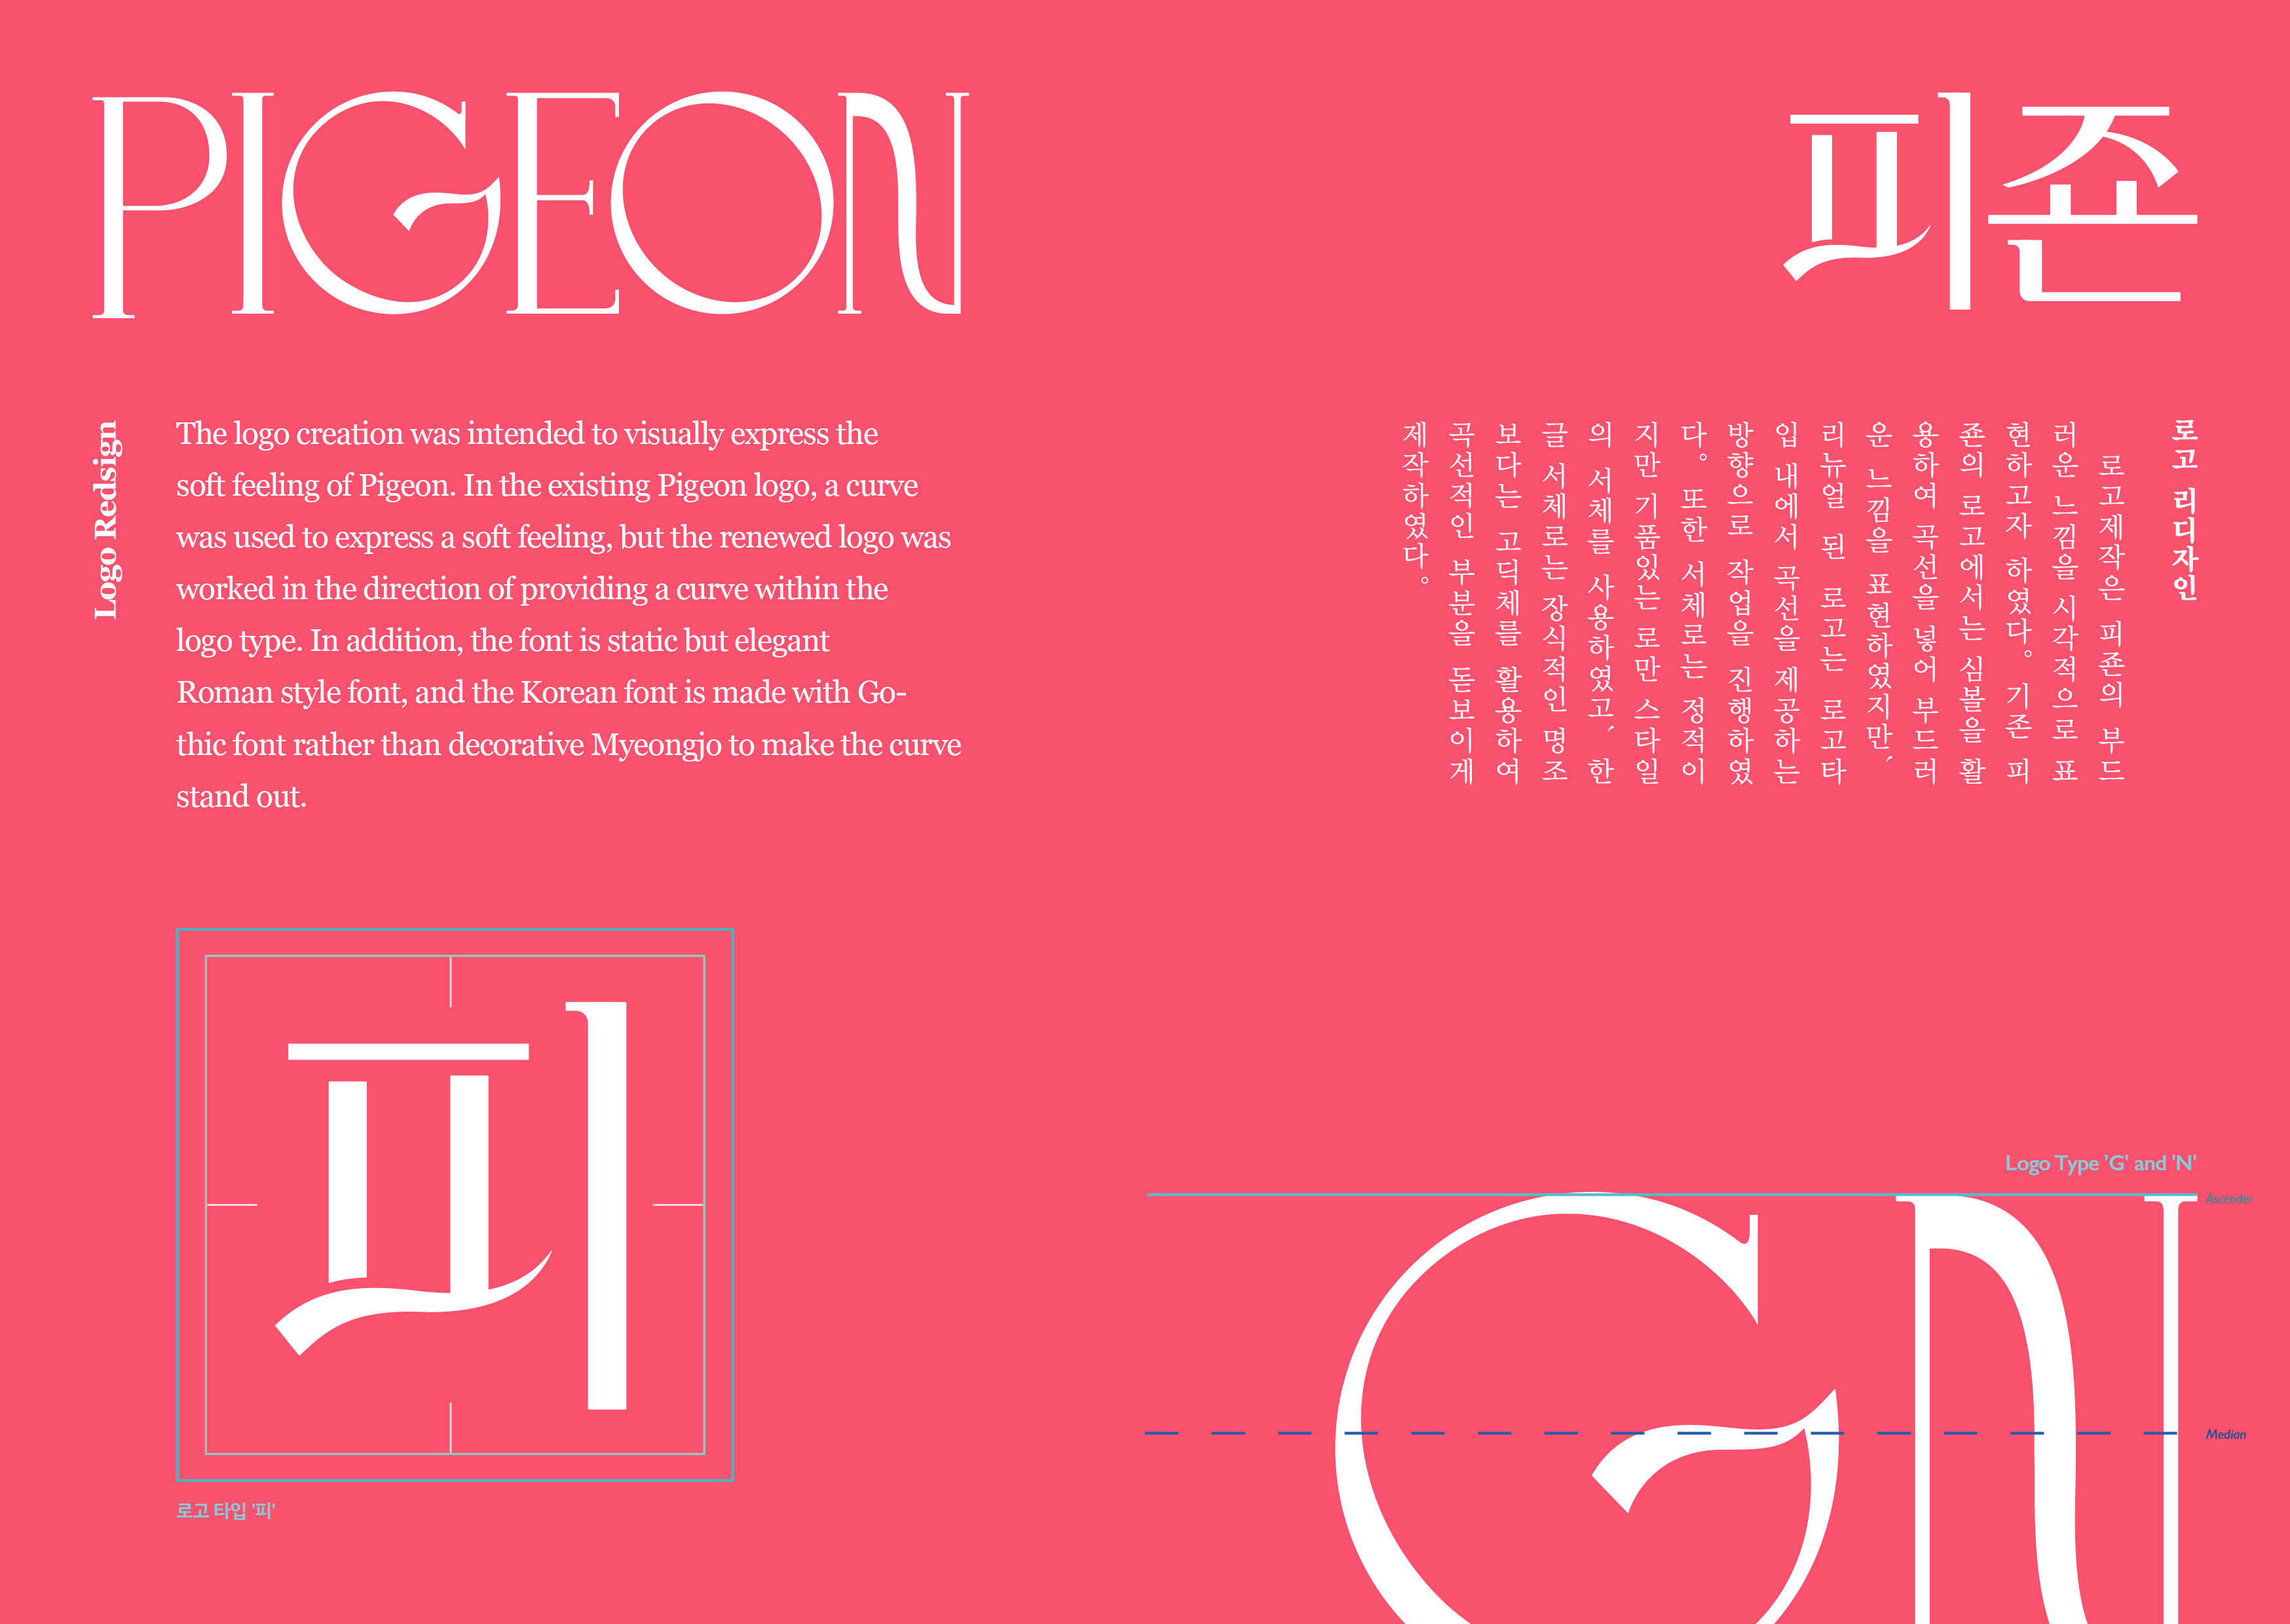 PIGEON
피죤
Logo Redsign
The logo creation was intended to visually express the
soft feeling of Pigeon. In the existing Pigeon logo, a curve
was used to express a soft feeling, but the renewed logo was
worked in the direction of providing a curve within the
logo type. In addition, the font is static but elegant
Roman style font, and the Korean font is made with Go-
thic font rather than decorative Myeongjo to make the curve
stand out.
로고 리디자인
로고제작은 피죤의 부드
러운 느낌을 시각적으로 표
현하고자 하였다. 기존 피
죤의 로고에서는 심볼을 활
용하여 곡선을 넣어 부드러
운 느낌을 표현하였지만,
리뉴얼 된 로고는 로고타
입 내에서 곡선을 제공하는
방향으로 작업을 진행하였
다. 또한 서체로는 정적이
지만 기품있는 로만 스타일
의 서체를 사용하였고, 한
글 서체로는 장식적인 명조
보다는 고딕체를 활용하여
곡선적인 부분을 돋보이게
제작하였다.
피
로고 타입 '피'
Logo Type 'G' and 'N'
Ascender
GN
Median